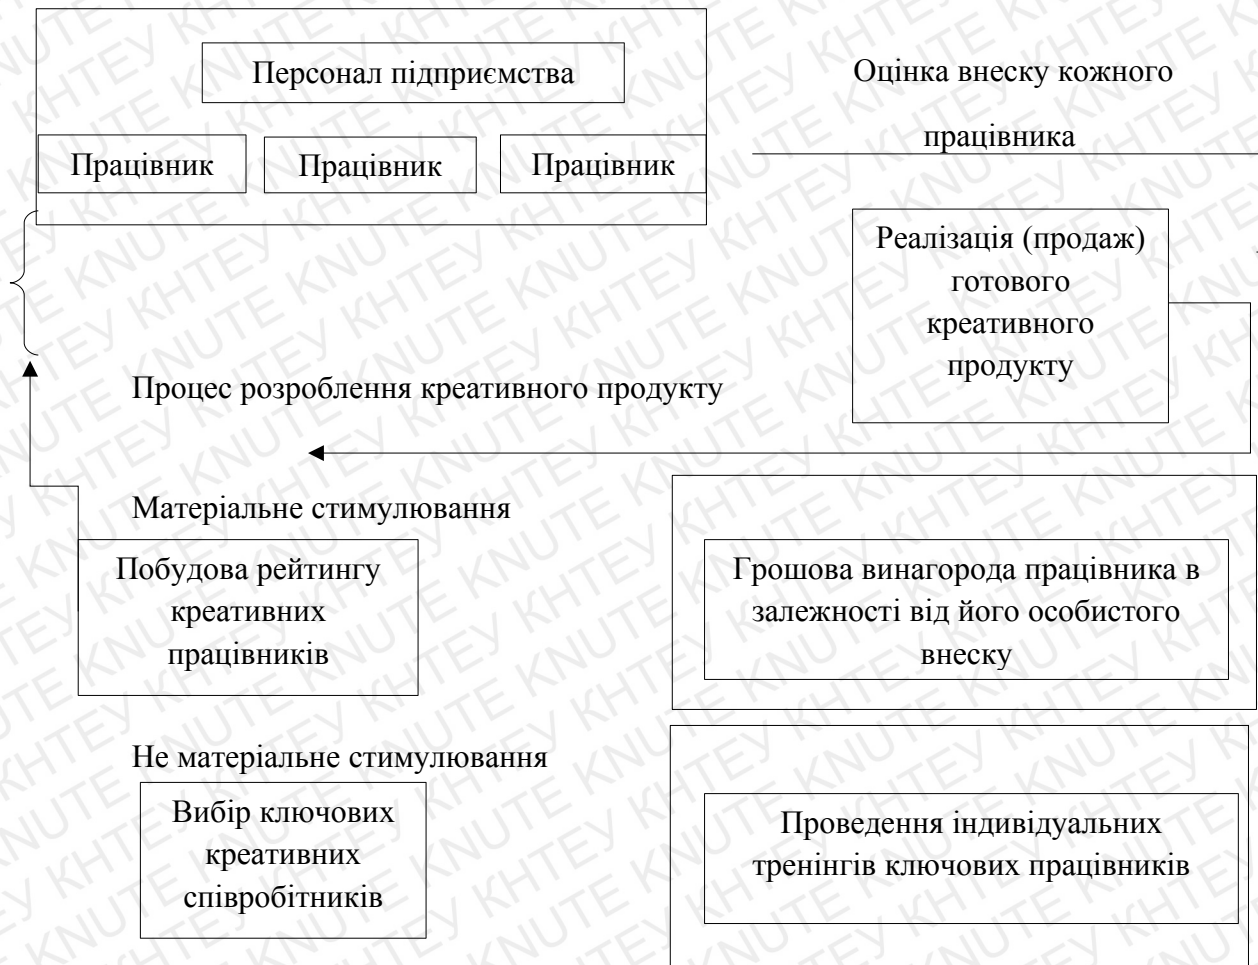 Персонал підприємства
Працівник
Працівник
Працівник
Оцінка внеску кожного
працівника
Реалізація (продаж)
готового
креативного
продукту
Процес розроблення креативного продукту
Матеріальне стимулювання
Побудова рейтингу
креативних
працівників
Грошова винагорода працівника в
залежності від його особистого
внеску
Не матеріальне стимулювання
Вибір ключових
креативних
співробітників
Проведення індивідуальних
тренінгів ключових працівників